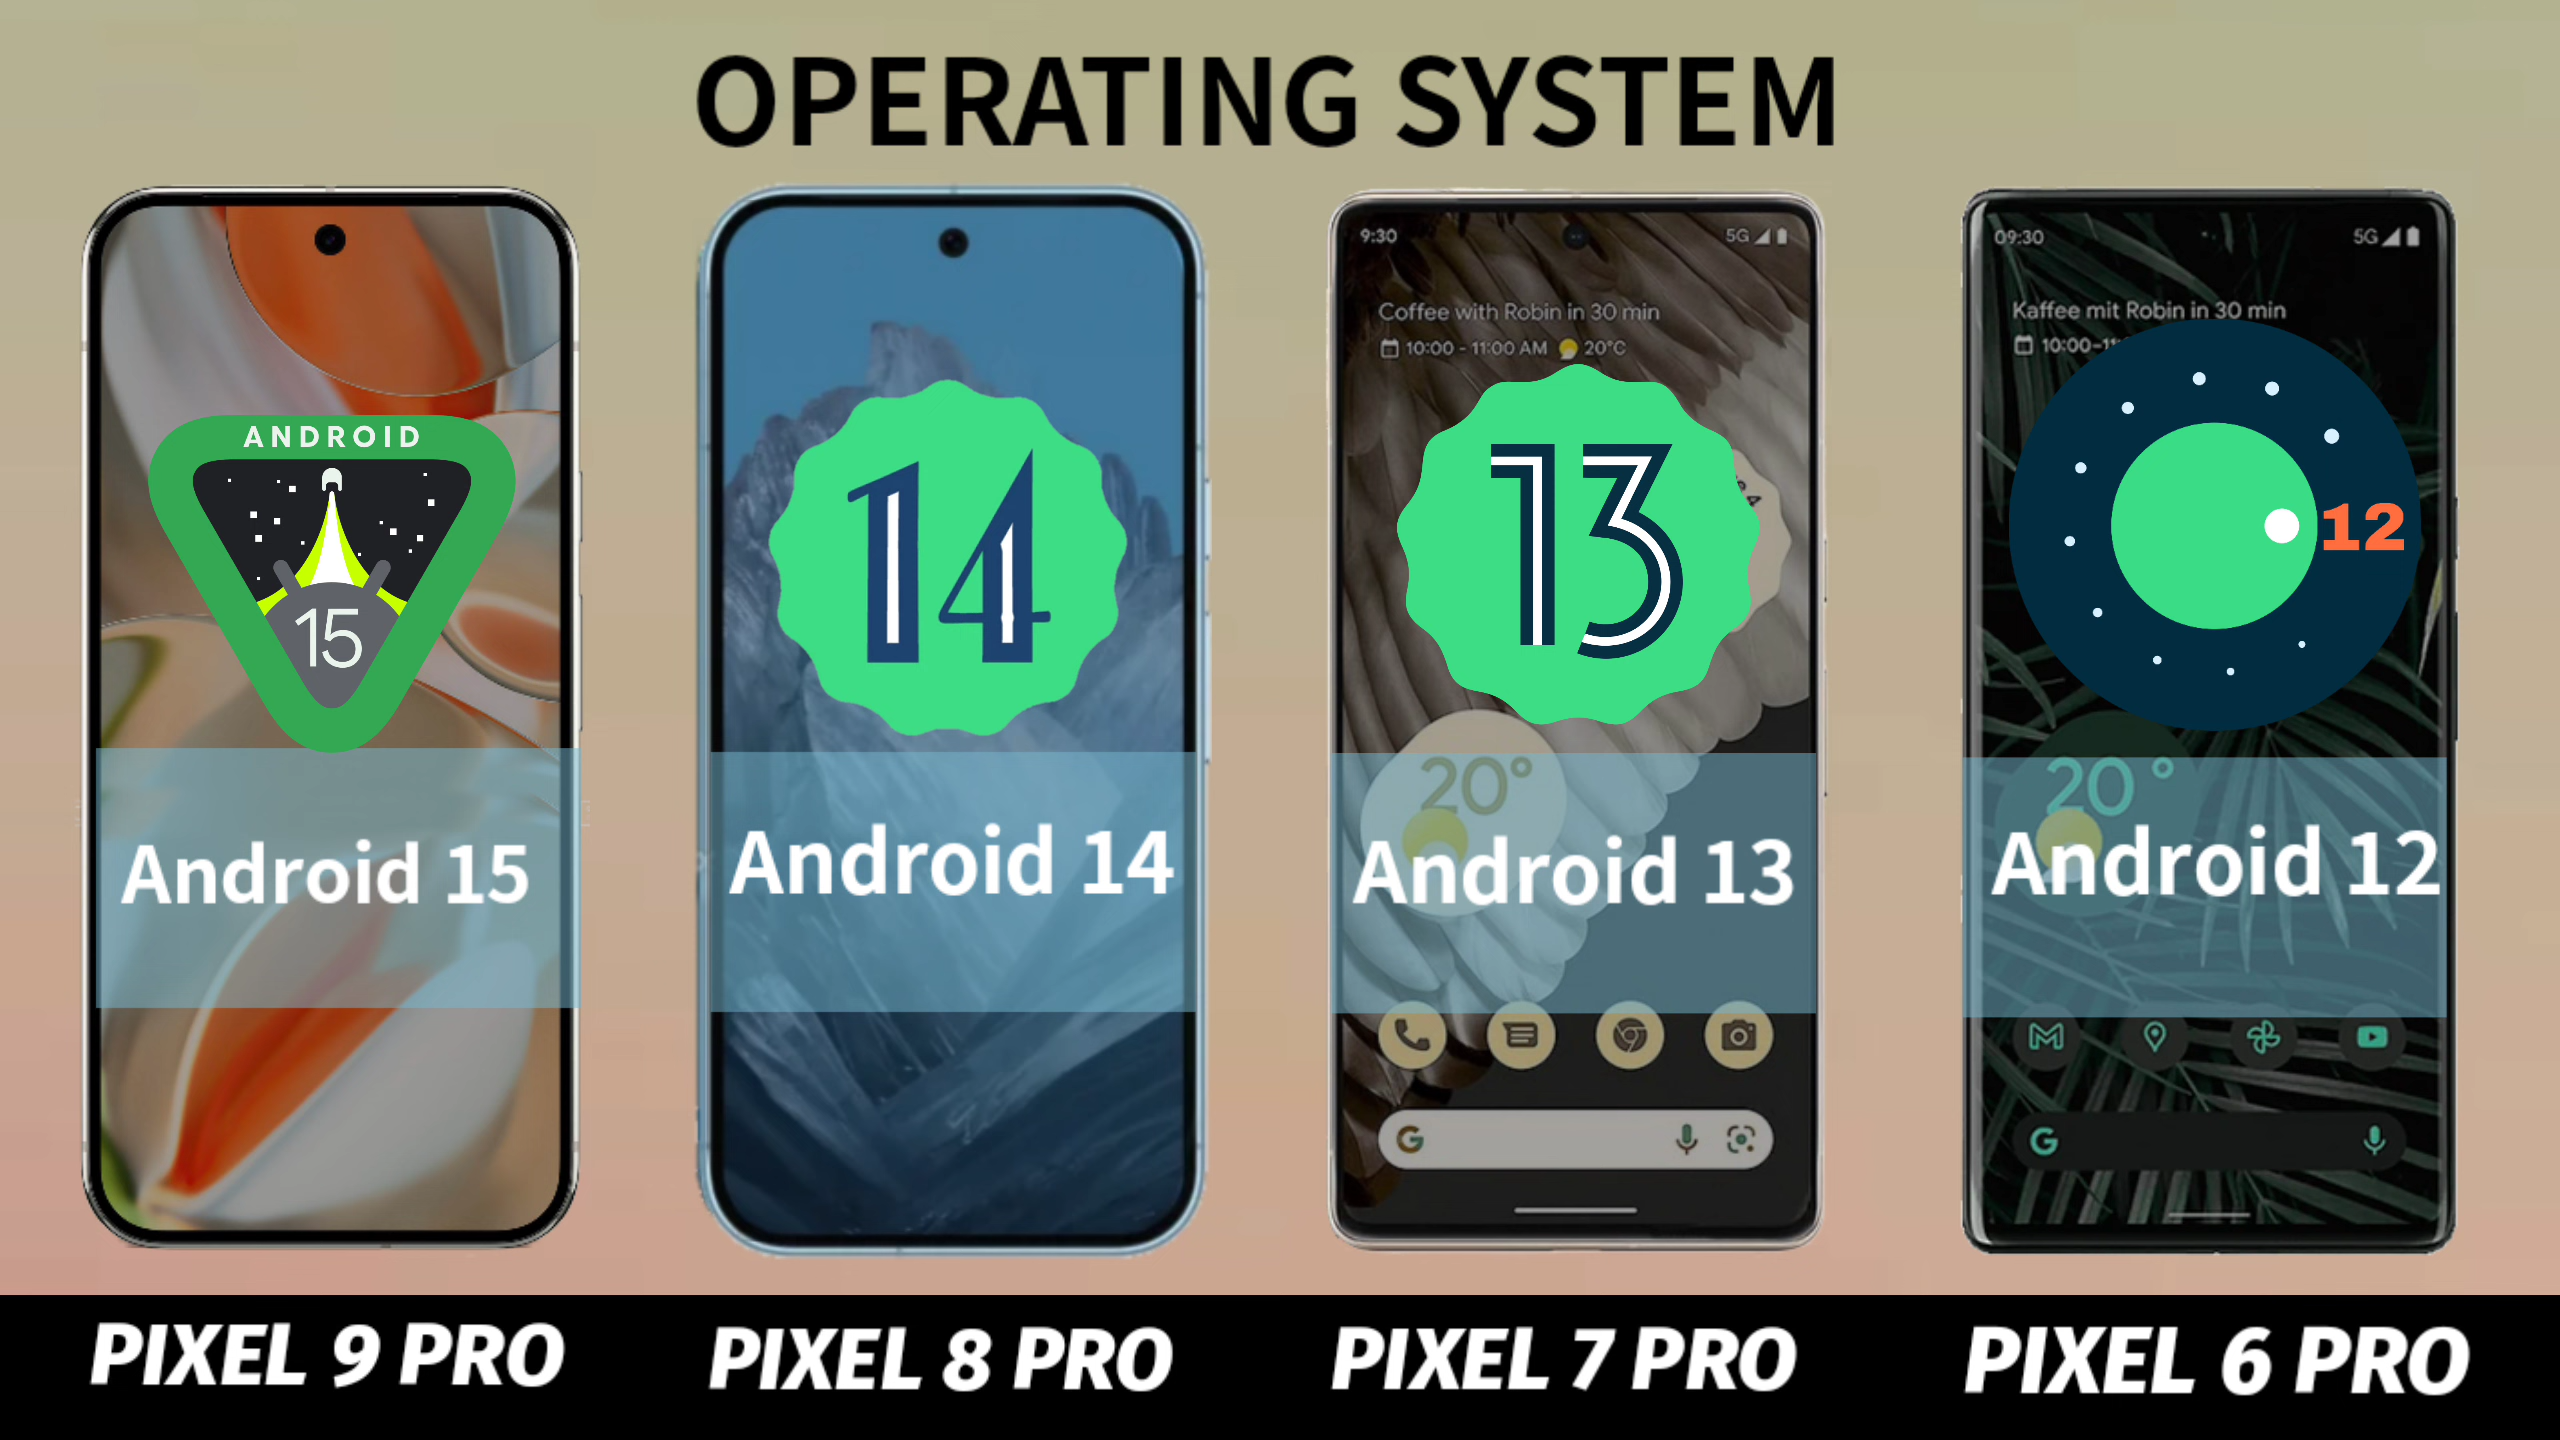 OPERATING SYSTEM
9:30
5G
09:30
5G
Coffee with Robin in 30 min
10:00 - 11:00 AM 20°C
Kaffee mit Robin in 30 min
ANDROID
15
14
13
12
20°
20°
Android 15
Android 14
Android 13
Android 12
G
G
PIXEL 9 PRO
PIXEL 8 PRO
PIXEL 7 PRO
PIXEL 6 PRO